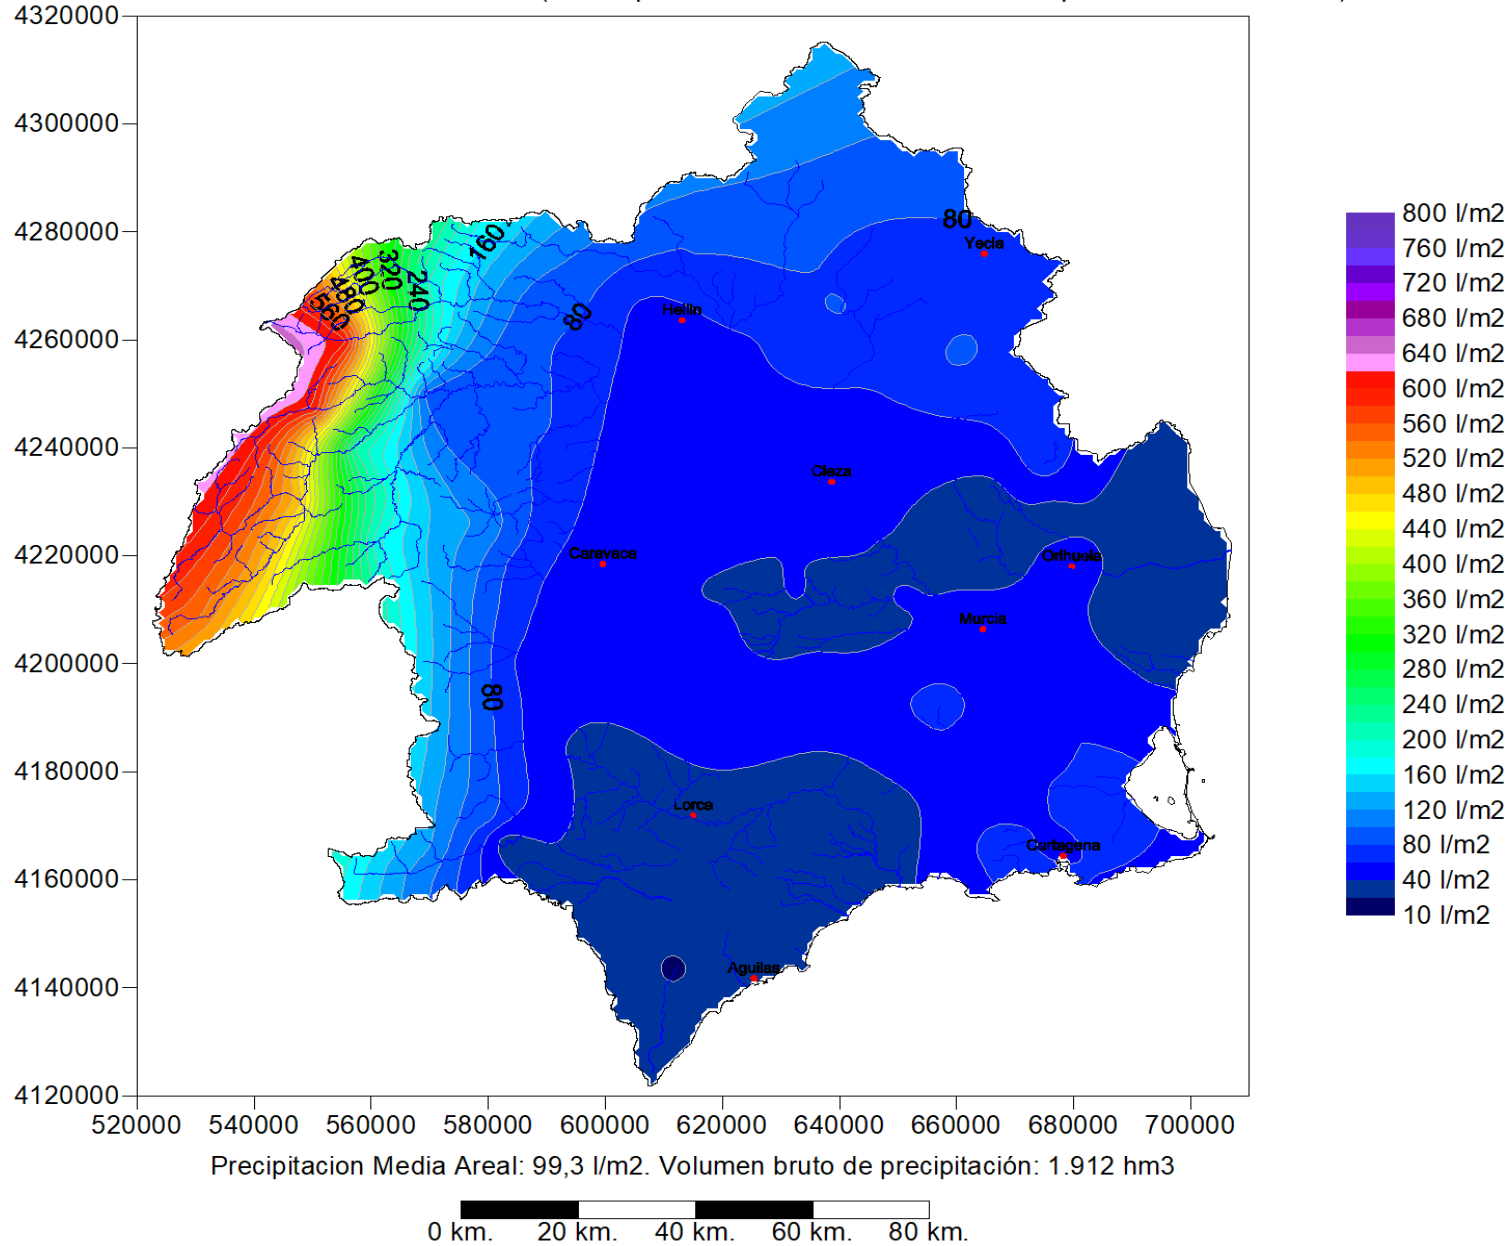 4320000
4300000
4280000
4260000
4240000
4220000
4200000
4180000
4160000
4140000
4120000
520000 540000 560000 580000 600000 620000 640000 660000 680000 700000
80
Yecla
160
320
400
240
480
560
80
Hellin
Cieza
Caravaca
Orihuela
Murcia
80
Lorca
Cartagena
Aguilas
800 l/m2
760 l/m2
720 l/m2
680 l/m2
640 l/m2
600 l/m2
560 l/m2
520 l/m2
480 l/m2
440 l/m2
400 l/m2
360 l/m2
320 l/m2
280 l/m2
240 l/m2
200 l/m2
160 l/m2
120 l/m2
80 l/m2
40 l/m2
10 l/m2
Precipitacion Media Areal: 99,3 l/m2. Volumen bruto de precipitación: 1.912 hm3
0 km. 20 km. 40 km. 60 km. 80 km.